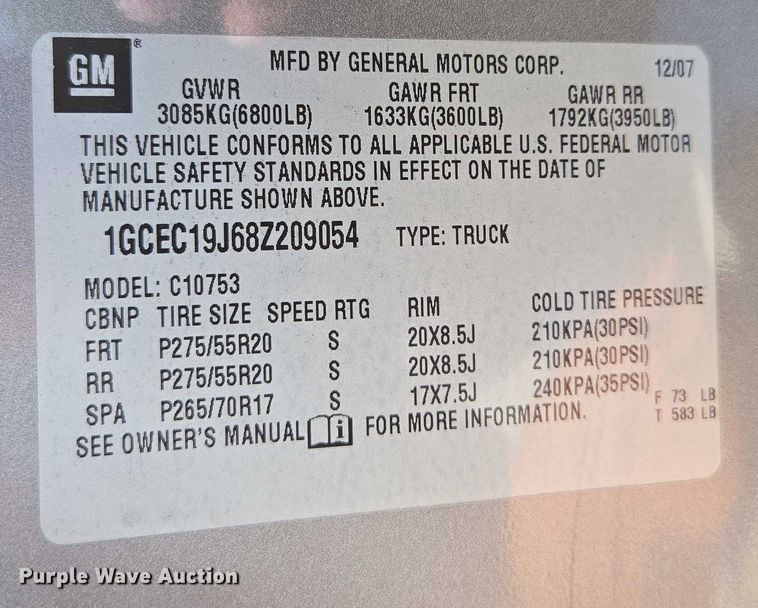 GM ®
MFD BY GENERAL MOTORS CORP. 12/07
GVWR GAWR FRT GAWR RR
3085KG(6800LB) 1633KG(3600LB) 1792KG(3950LB)
THIS VEHICLE CONFORMS TO ALL APPLICABLE U.S. FEDERAL MOTOR
VEHICLE SAFETY STANDARDS IN EFFECT ON THE DATE OF
MANUFACTURE SHOWN ABOVE.
1GCEC19J68Z209054 TYPE: TRUCK
MODEL: C10753
CBNP TIRE SIZE SPEED RTG RIM COLD TIRE PRESSURE
FRT P275/55R20 S 20X8.5J 210KPA(30PSI)
RR P275/55R20 S 20X8.5J 210KPA(30PSI)
SPA P265/70R17 S 17X7.5J 240KPA(35PSI)
F 73 LB
T 583 LB
SEE OWNER'S MANUAL i FOR MORE INFORMATION.
Purple Wave Auction